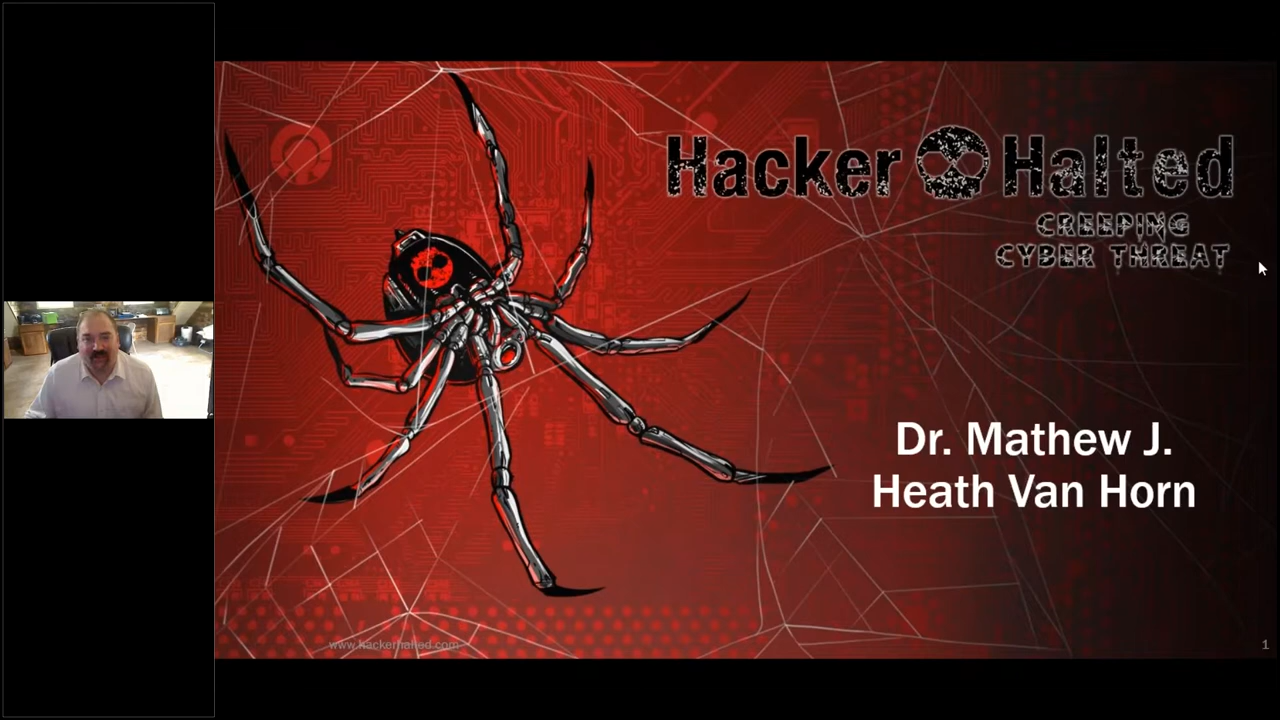 Hacker Halted
CREEPING
CYBER THREAT
Dr. Mathew J.
Heath Van Horn
www.hackerhalted.com
1